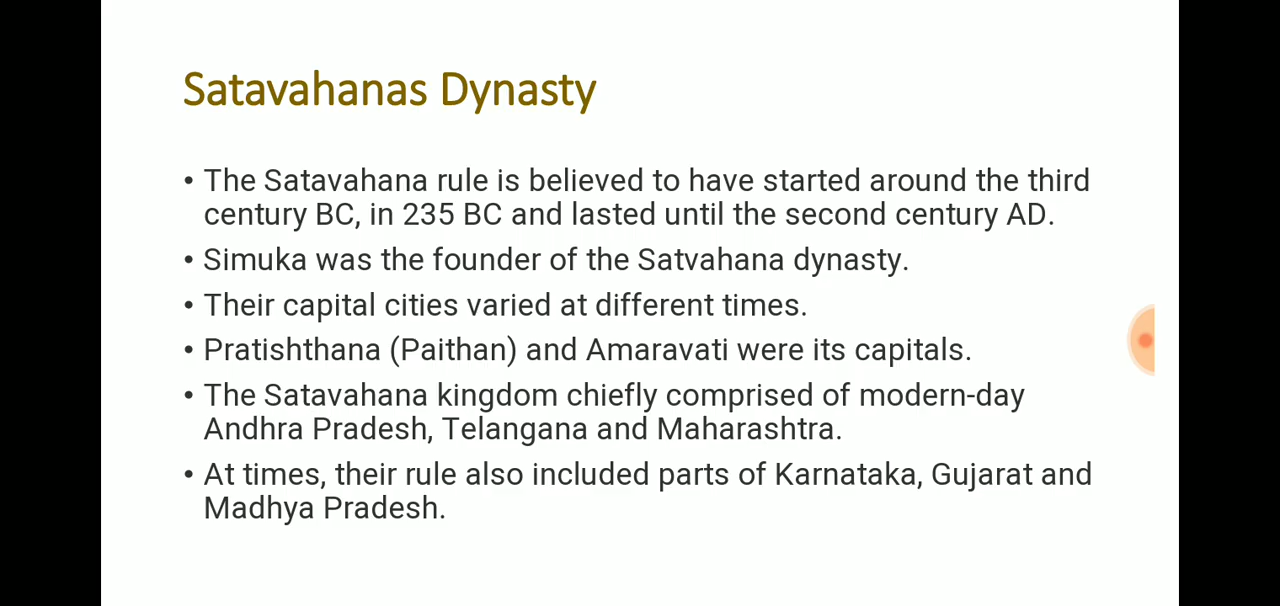 Satavahanas Dynasty
• The Satavahana rule is believed to have started around the third
century BC, in 235 BC and lasted until the second century AD.
• Simuka was the founder of the Satvahana dynasty.
• Their capital cities varied at different times.
• Pratishthana (Paithan) and Amaravati were its capitals.
• The Satavahana kingdom chiefly comprised of modern-day
Andhra Pradesh, Telangana and Maharashtra.
• At times, their rule also included parts of Karnataka, Gujarat and
Madhya Pradesh.